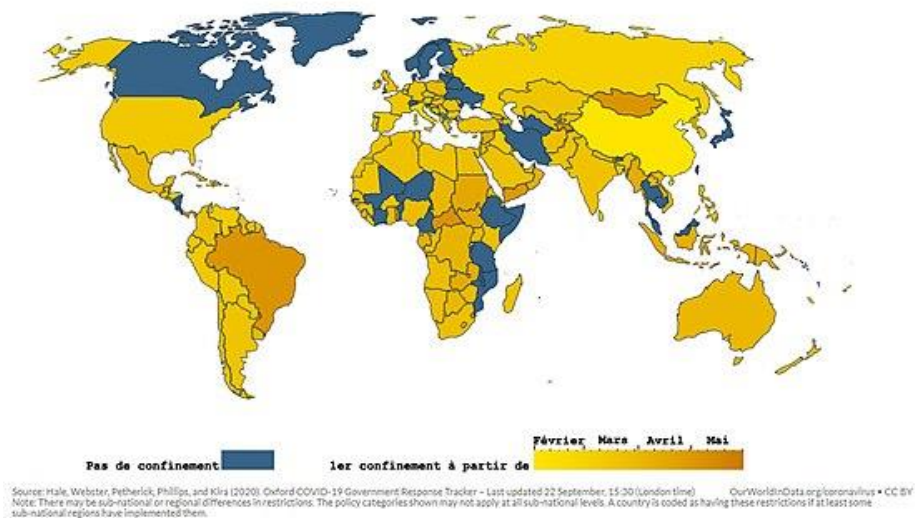 Février Mars Avril Mai
Pas de confinement
1er confinement à partir de
Source: Hale, Webster, Petherick, Phillips, and Kira (2020). Oxford COVID-19 Government Response Tracker – Last updated 22 September, 15:30 (London time)
OurWorldInData.org/coronavirus • CC BY
Note: There may be sub-national or regional differences in restrictions. The policy categories shown may not apply at all sub-national levels. A country is coded as having these restrictions if at least some
sub-national regions have implemented them.